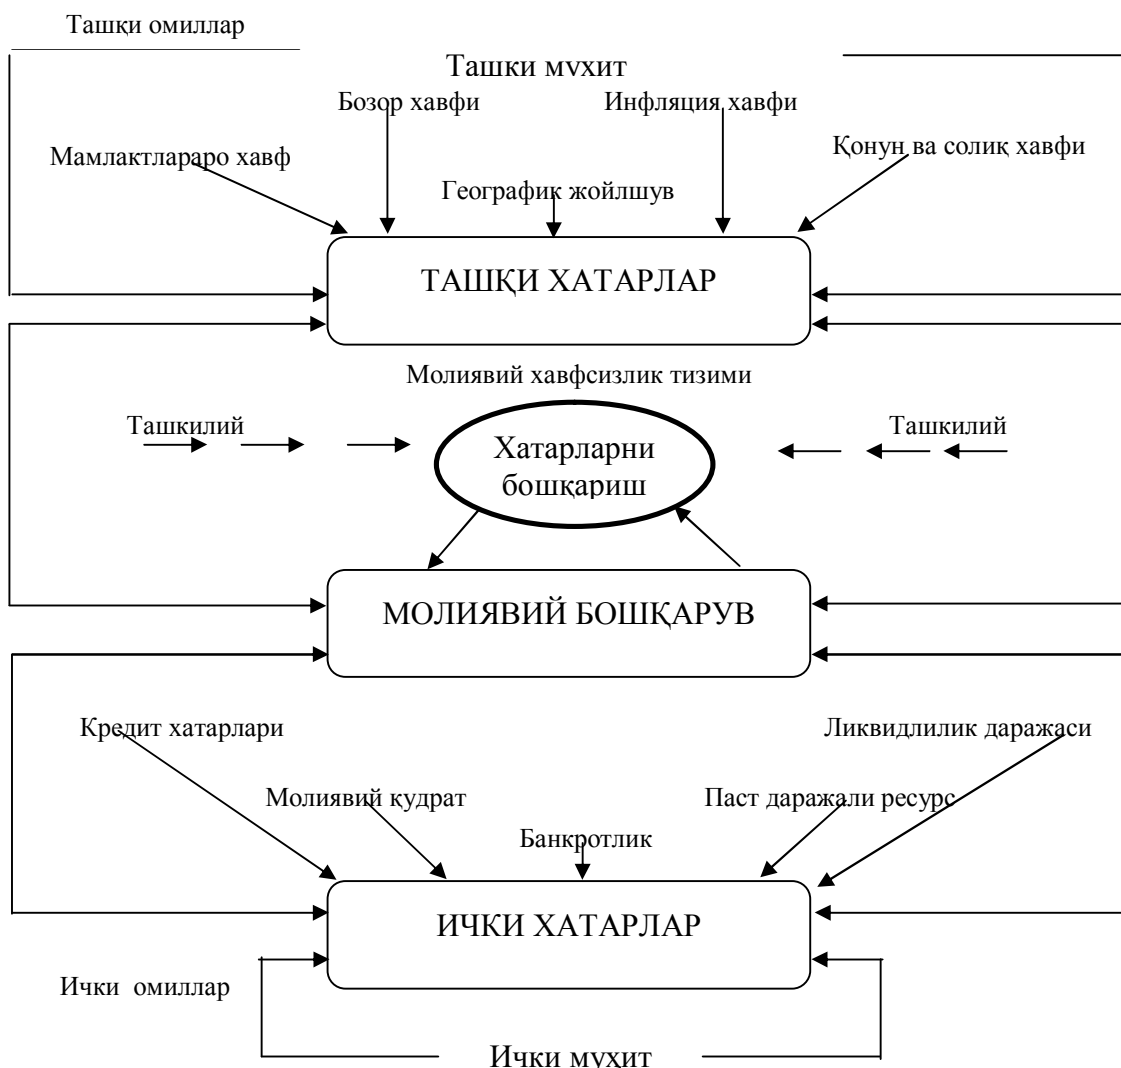 Ташқи омиллар
Ташки мухит
Бозор хавфи
Инфляция хавфи
Мамлактлараро хавф
Қонун ва солиқ хавфи
Географик жойлшув
ТАШҚИ ХАТАРЛАР
Молиявий хавфсизлик тизими
Ташкилий
Ташкилий
Хатарларни
бошқариш
МОЛИЯВИЙ БОШҚАРУВ
Кредит хатарлари
Ликвидлилик даражаси
Молиявий қудрат
Паст даражали ресурс
Банкротлик
ИЧКИ ХАТАРЛАР
Ички омиллар
Ички муҳит